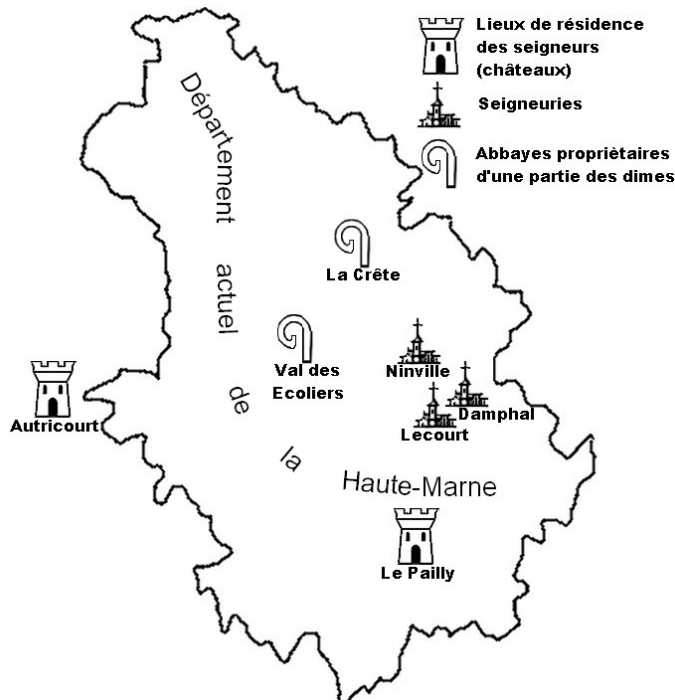 Lieux de résidence
des seigneurs
(châteaux)
Seigneuries
Abbayes propriètaires
d'une partie des dimes
Département actuel de la Haute-Marne
La Crête
Val des
Ecoliers
Ninville
Damphal
Lecourt
Autricourt
Le Pailly